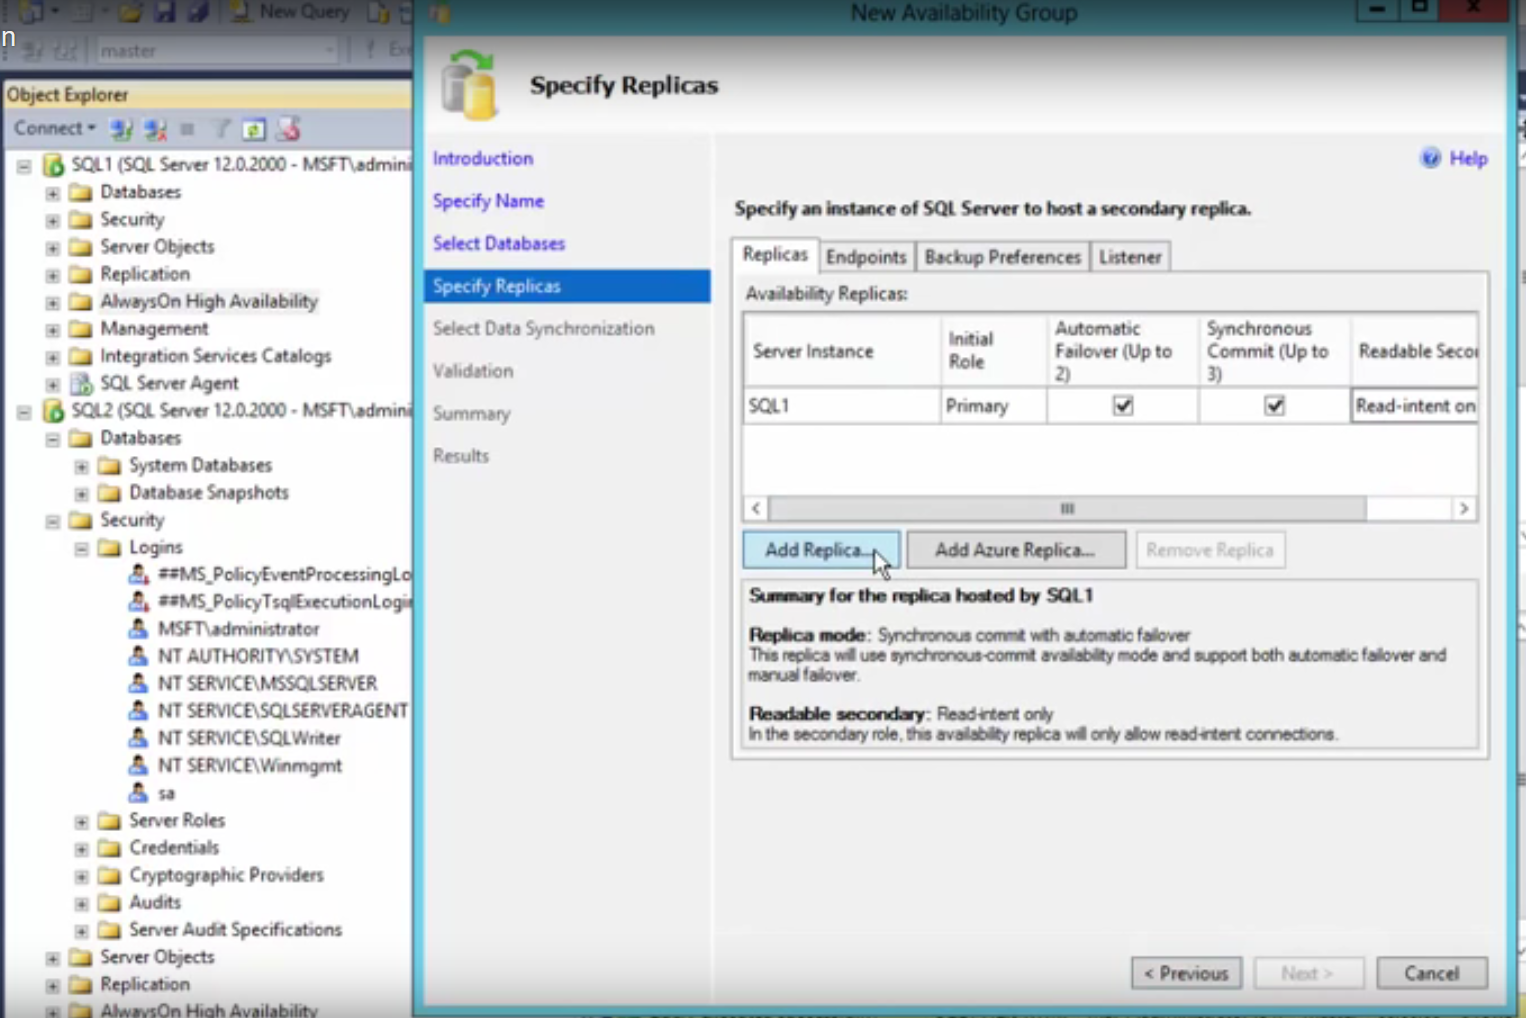 New Query
n
master
Object Explorer
Connect
SQL1 (SQL Server 12.0.2000 - MSFT\admini
Databases
Security
Server Objects
Replication
AlwaysOn High Availability
Management
Integration Services Catalogs
SQL Server Agent
SQL2 (SQL Server 12.0.2000 - MSFT\admini
Databases
System Databases
Database Snapshots
Security
Logins
##MS_PolicyEventProcessingLo
##MS_PolicyTsqlExecutionLogi
MSFT\administrator
NT AUTHORITY\SYSTEM
NT SERVICE\MSSQLSERVER
NT SERVICE\SQLSERVERAGENT
NT SERVICE\SQLWriter
NT SERVICE\Winmgmt
sa
Server Roles
Credentials
Cryptographic Providers
Audits
Server Audit Specifications
Server Objects
Replication
AlwaysOn High Availability
New Availability Group
Specify Replicas
Introduction
Specify Name
Select Databases
Specify Replicas
Select Data Synchronization
Validation
Summary
Results
Help
Specify an instance of SQL Server to host a secondary replica.
Replicas Endpoints Backup Preferences Listener
Availability Replicas:
Server Instance
Initial
Role
Automatic
Failover (Up to
2)
Synchronous
Commit (Up to
3)
Readable Seco
SQL1 Primary Read-intent on
Add Replica... Add Azure Replica... Remove Replica
Summary for the replica hosted by SQL1
Replica mode: Synchronous commit with automatic failover
This replica will use synchronous-commit availability mode and support both automatic failover and
manual failover.
Readable secondary: Read-intent only
In the secondary role, this availability replica will only allow read-intent connections.
< Previous Next > Cancel